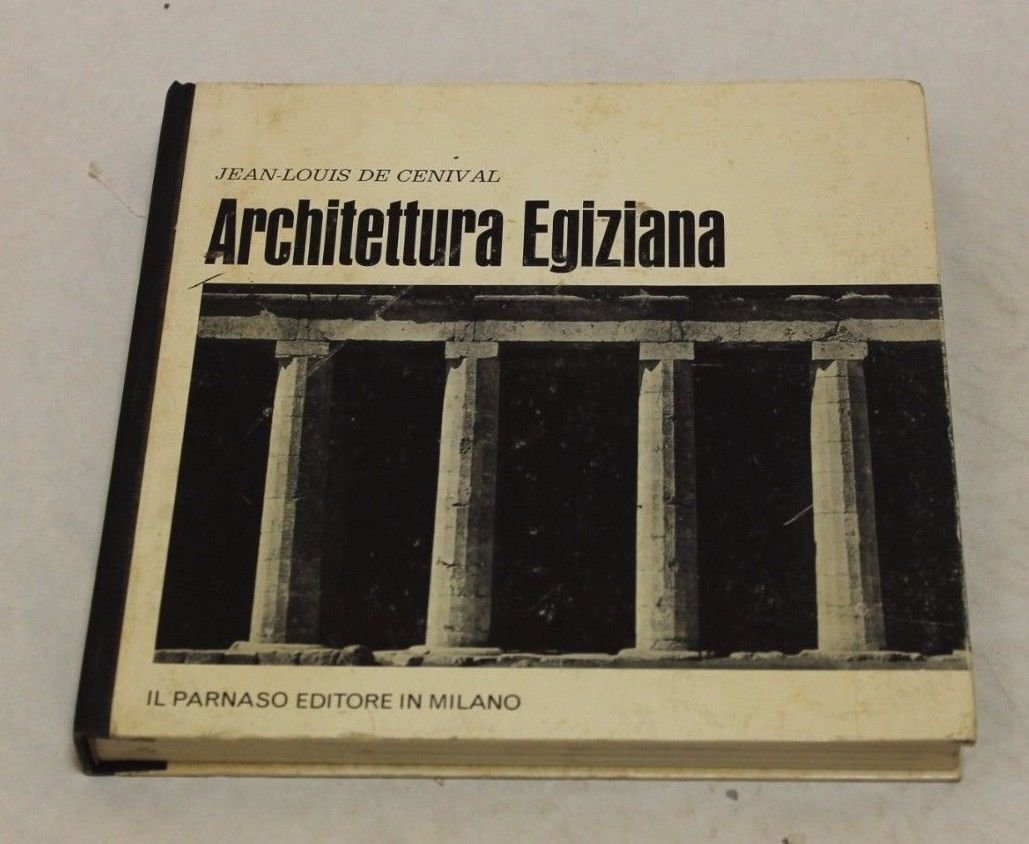 JEAN-LOUIS DE CENIVAL
Architettura Egiziana
IL PARNASO EDITORE IN MILANO